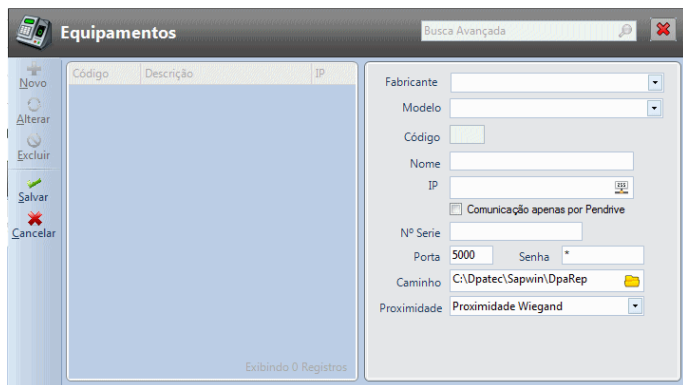 Equipamentos
Busca Avançada
Novo
Alterar
Excluir
Salvar
Cancelar
Código Descrição IP
Exibindo 0 Registros
Fabricante
Modelo
Código
Nome
IP
Comunicação apenas por Pendrive
Nº Serie
Porta 5000 Senha *
Caminho C:\Dpatec\Sapwin\DpaRep
Proximidade Proximidade Wiegand